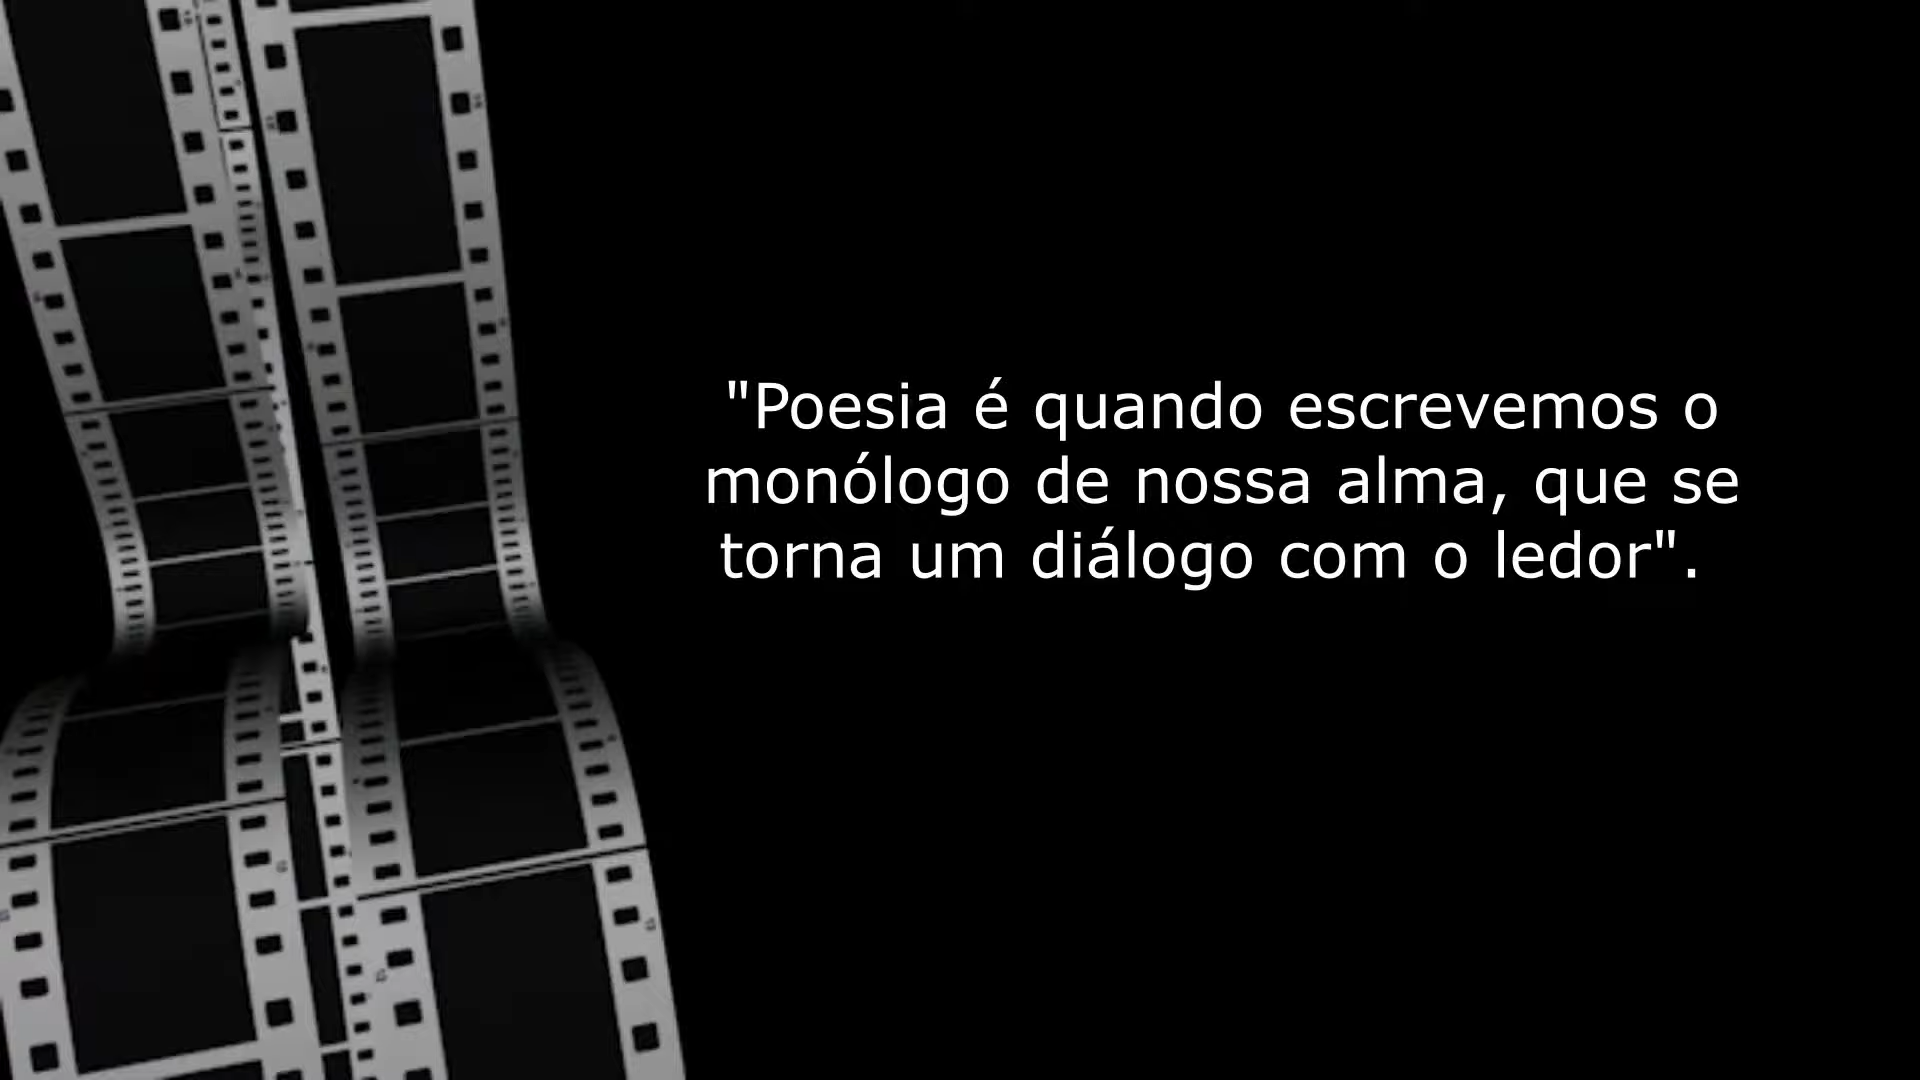 "Poesia é quando escrevemos o
monólogo de nossa alma, que se
torna um diálogo com o ledor".